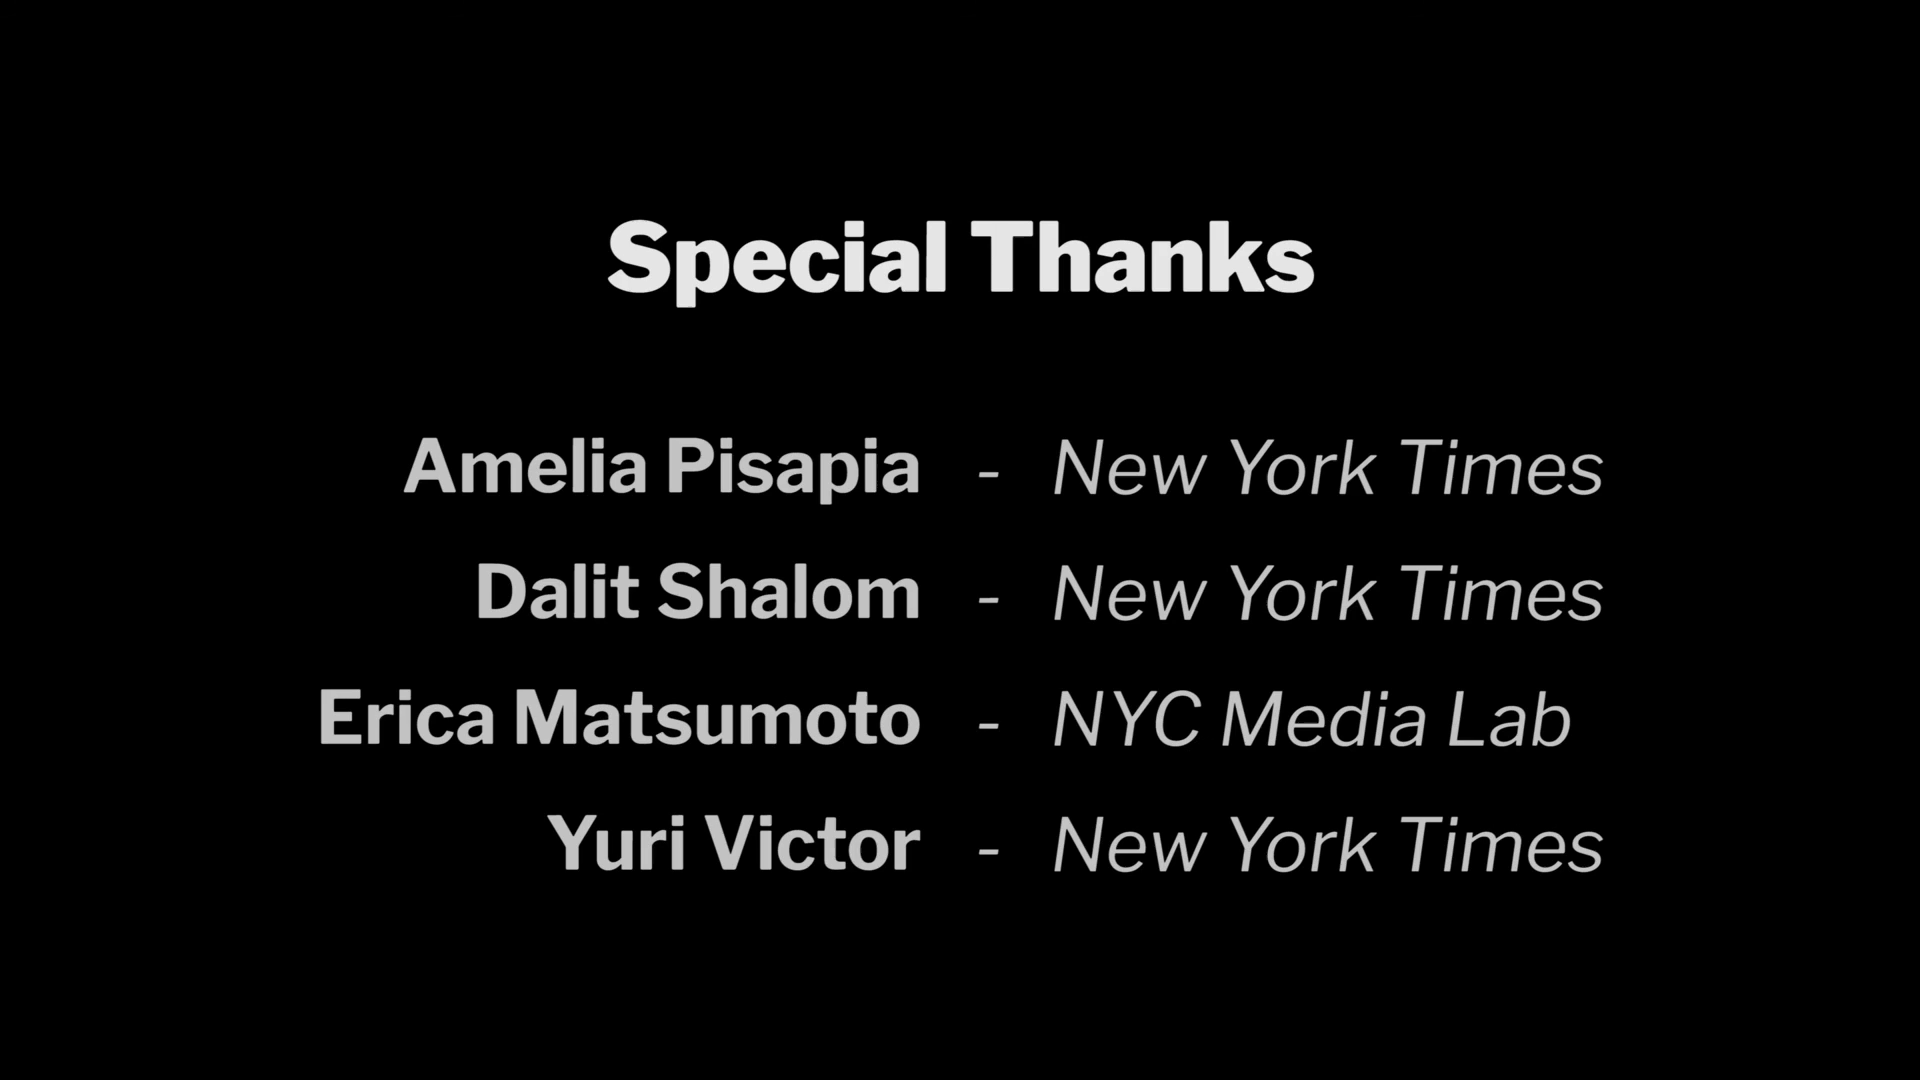 Special Thanks
Amelia Pisapia - New York Times
Dalit Shalom - New York Times
Erica Matsumoto - NYC Media Lab
Yuri Victor - New York Times